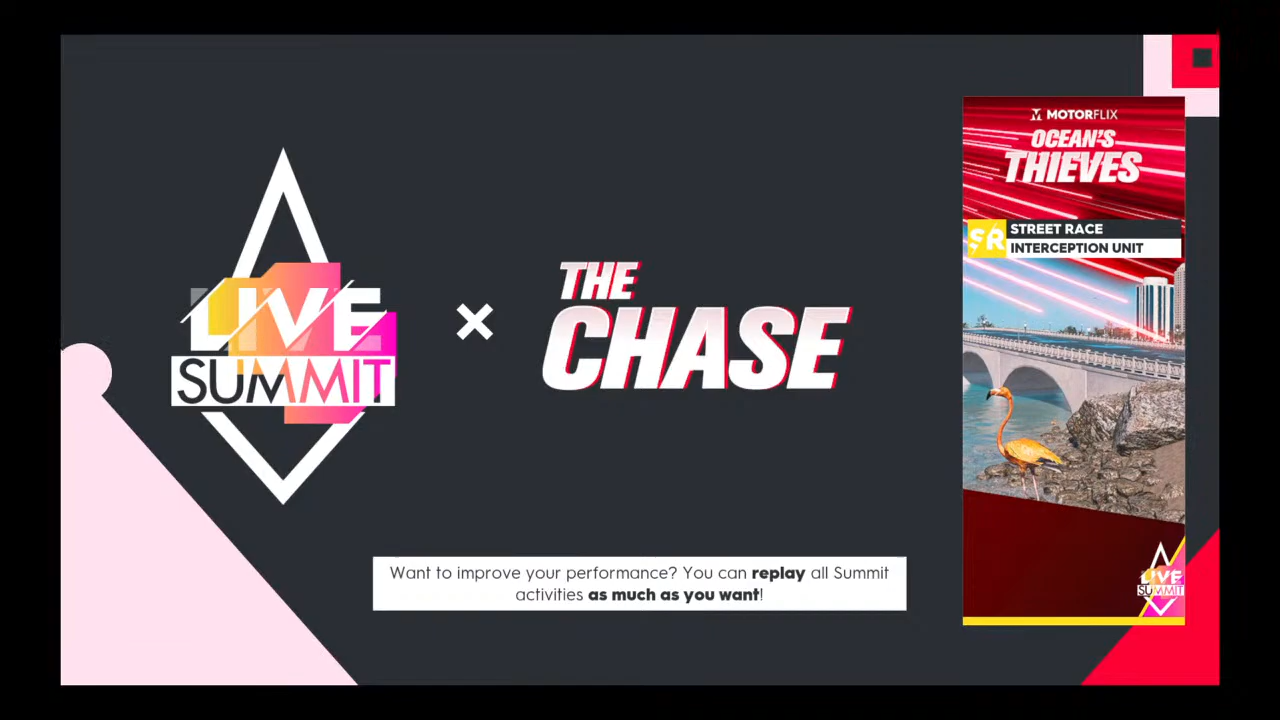 LIVE
SUMMIT
×
THE
CHASE
Want to improve your performance? You can replay all Summit
activities as much as you want!
MOTORFLIX
OCEAN'S
THIEVES
SR
STREET RACE
INTERCEPTION UNIT
LIVE
SUMMIT